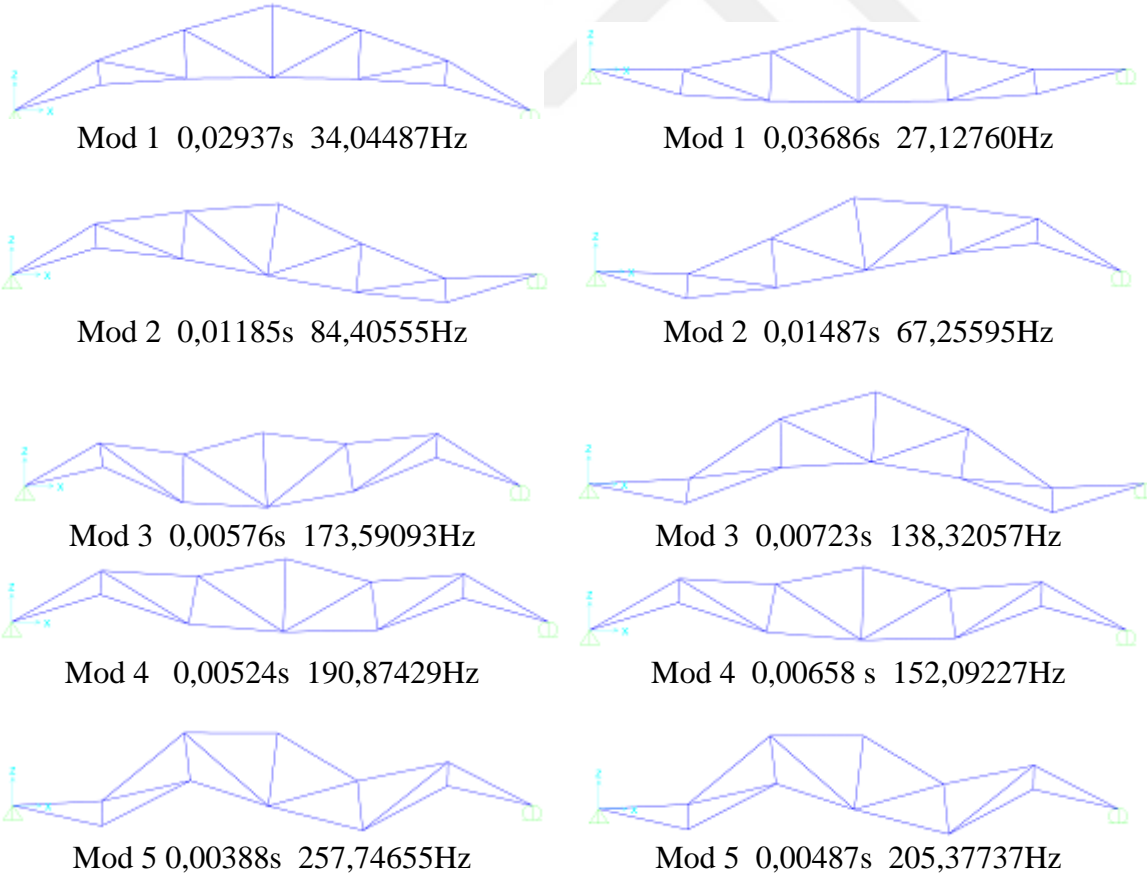 Mod 1 0,02937s 34,04487Hz
Mod 1 0,03686s 27,12760Hz
Mod 2 0,01185s 84,40555Hz
Mod 2 0,01487s 67,25595Hz
Mod 3 0,00576s 173,59093Hz
Mod 3 0,00723s 138,32057Hz
Mod 4 0,00524s 190,87429Hz
Mod 4 0,00658 s 152,09227Hz
Mod 5 0,00388s 257,74655Hz
Mod 5 0,00487s 205,37737Hz